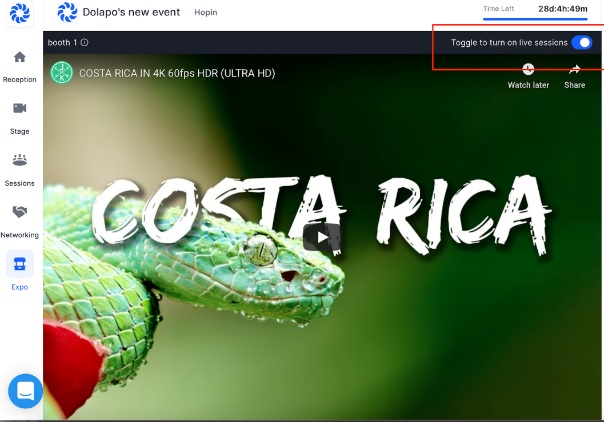 Dolapo's new event
Hopin
Time Left
28d:4h:49m
booth 1
Toggle to turn on live sessions
COSTA RICA IN 4K 60fps HDR (ULTRA HD)
Watch later
Share
Reception
Stage
Sessions
Networking
Expo
COSTA RICA